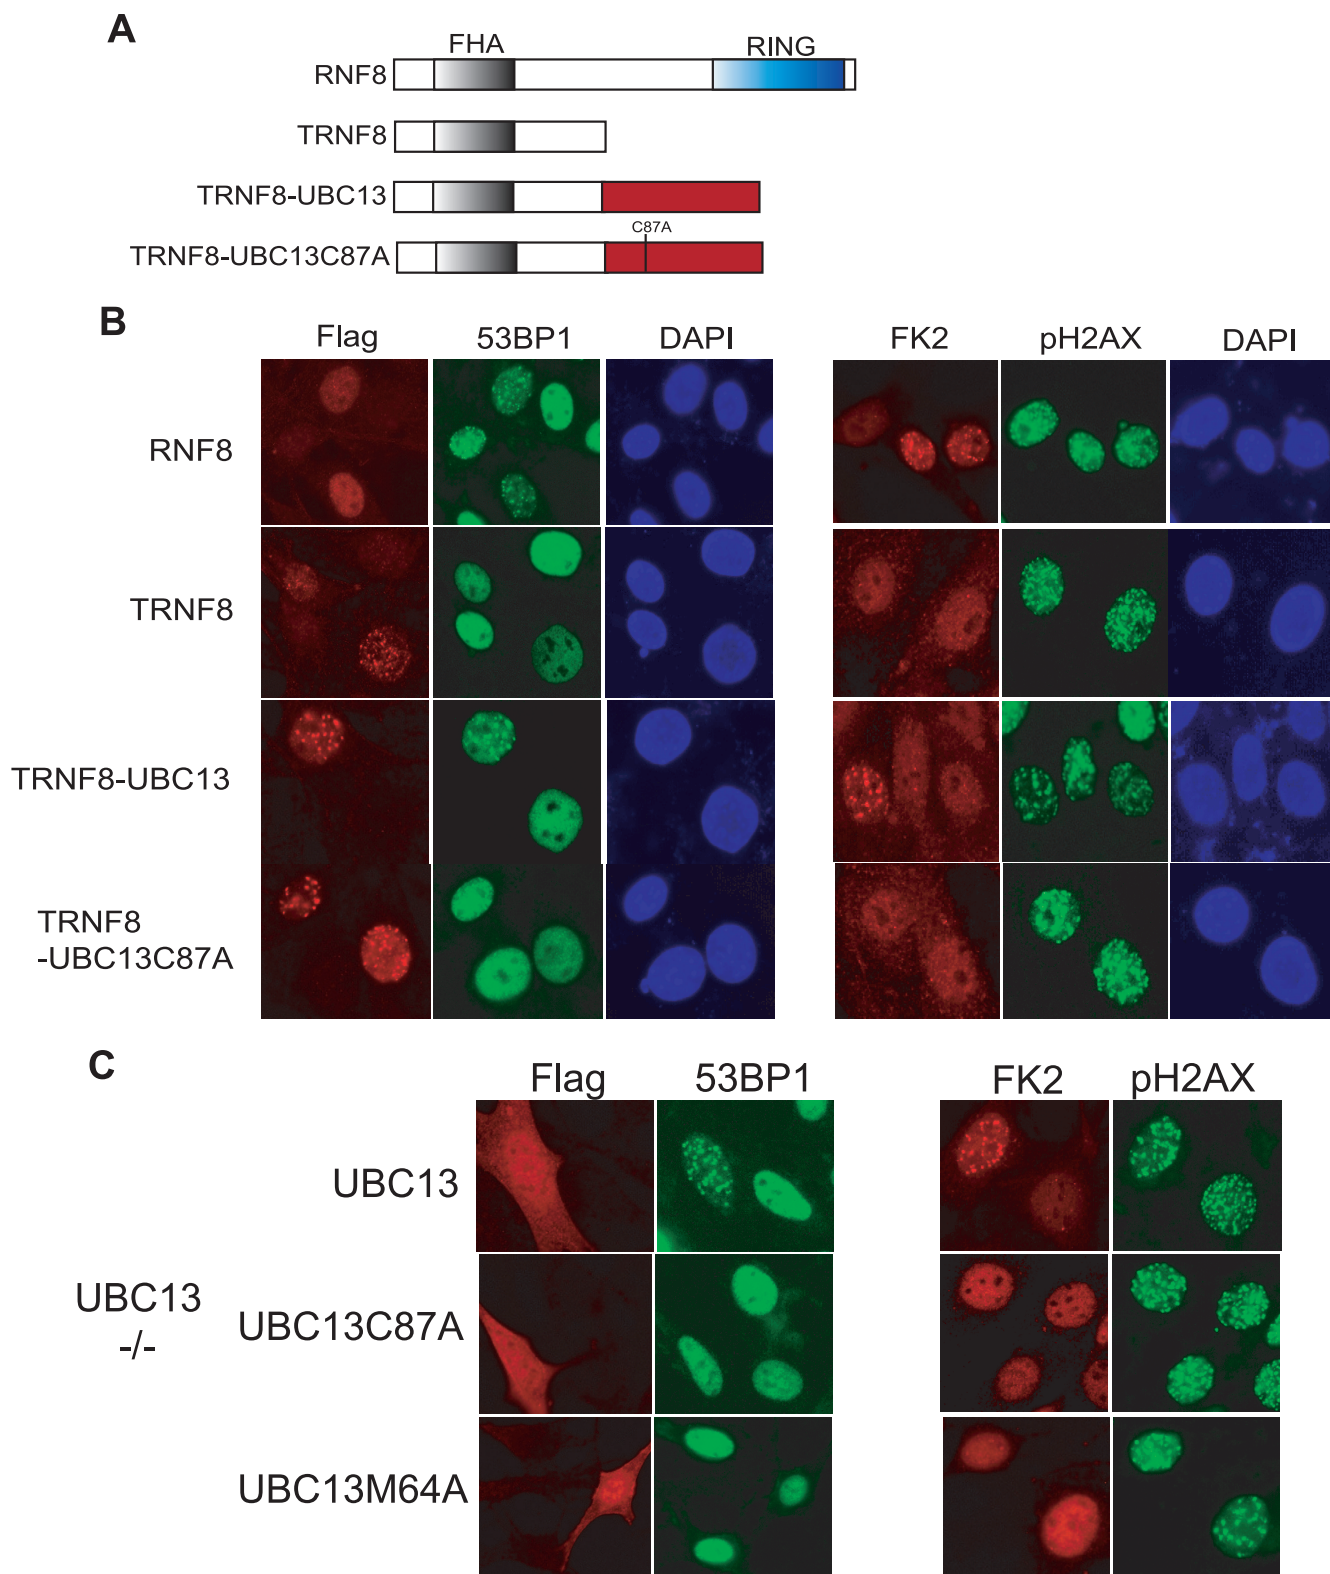 A
FHA
RING
RNF8
TRNF8
TRNF8-UBC13
C87A
TRNF8-UBC13C87A
B
Flag
53BP1
DAPI
FK2
pH2AX
DAPI
RNF8
TRNF8
TRNF8-UBC13
TRNF8
-UBC13C87A
C
Flag
53BP1
FK2
pH2AX
UBC13
UBC13
-/-
UBC13C87A
UBC13M64A